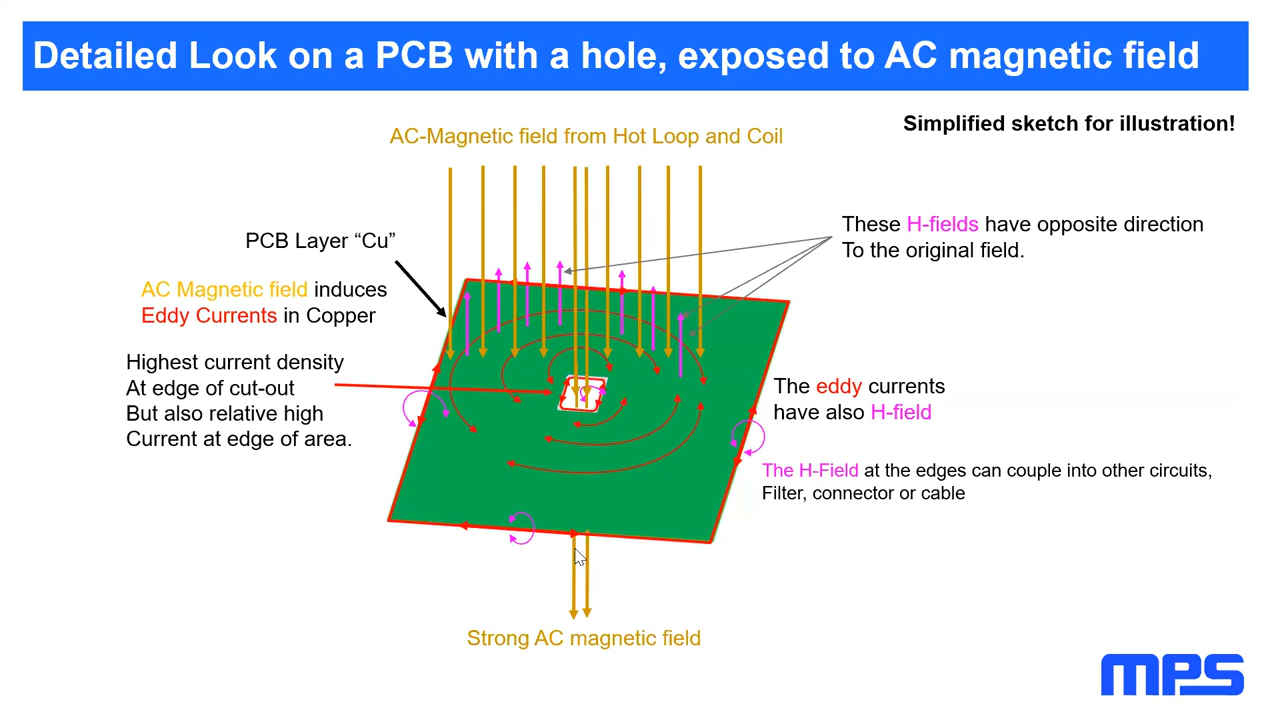 Detailed Look on a PCB with a hole, exposed to AC magnetic field
Simplified sketch for illustration!
AC-Magnetic field from Hot Loop and Coil
These H-fields have opposite direction
To the original field.
PCB Layer “Cu”
AC Magnetic field induces
Eddy Currents in Copper
Highest current density
At edge of cut-out
But also relative high
Current at edge of area.
The eddy currents
have also H-field
The H-Field at the edges can couple into other circuits,
Filter, connector or cable
Strong AC magnetic field
mps